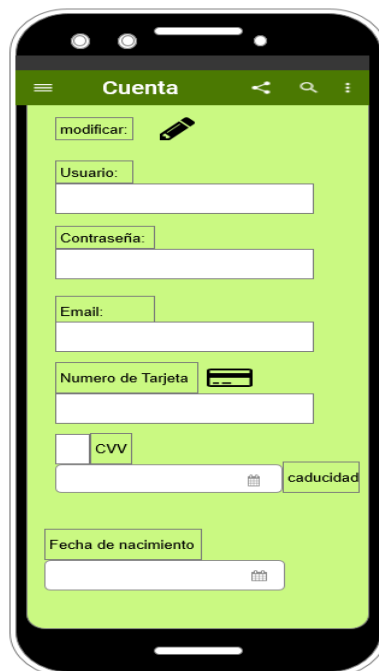 Cuenta
modificar:
Usuario:
Contraseña:
Email:
Numero de Tarjeta
CVV
caducidad
Fecha de nacimiento